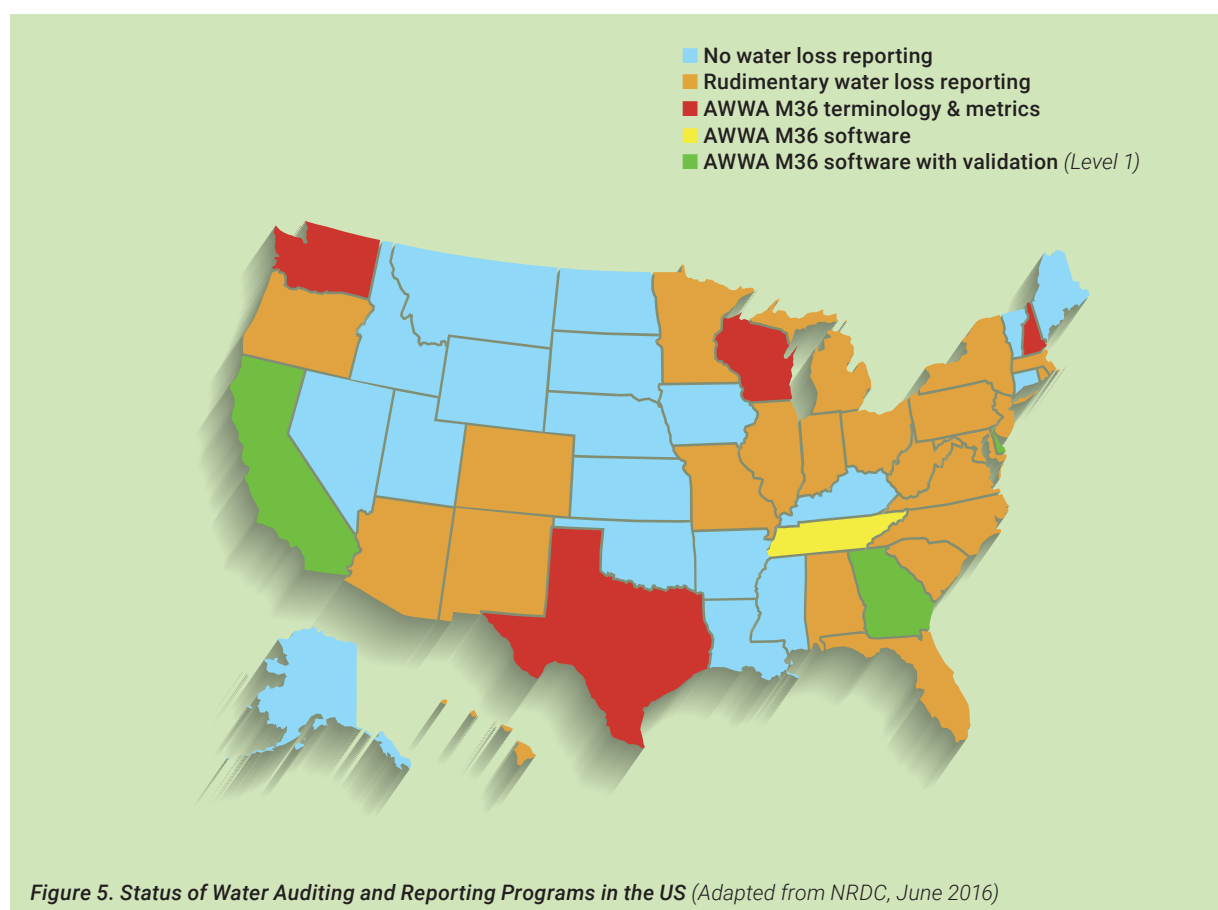 No water loss reporting
Rudimentary water loss reporting
AWWA M36 terminology & metrics
AWWA M36 software
AWWA M36 software with validation (Level 1)
Figure 5. Status of Water Auditing and Reporting Programs in the US (Adapted from NRDC, June 2016)